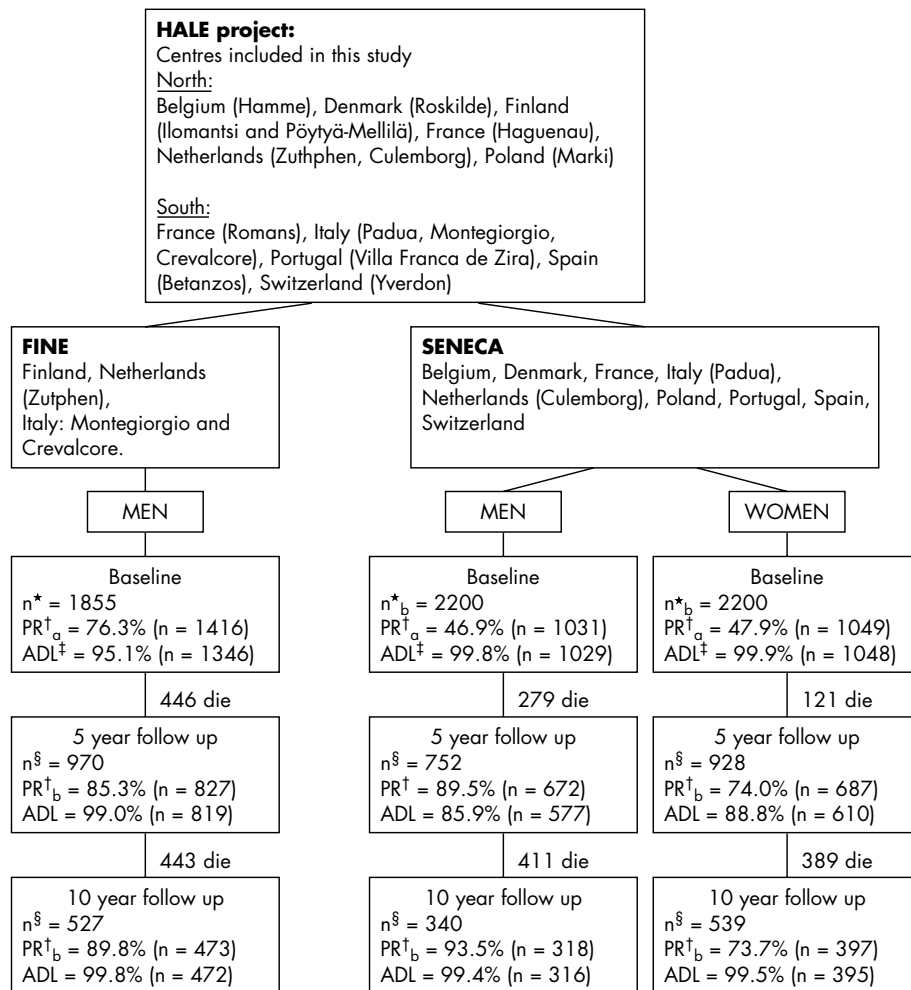 HALE project:
Centres included in this study
North:
Belgium (Hamme), Denmark (Roskilde), Finland
(Ilomantsi and Pöytyä-Mellilä), France (Haguenau),
Netherlands (Zuthphen, Culemborg), Poland (Marki)
South:
France (Romans), Italy (Padua, Montegiorgio,
Crevalcore), Portugal (Villa Franca de Zira), Spain
(Betanzos), Switzerland (Yverdon)
FINE
Finland, Netherlands
(Zutphen),
Italy: Montegiorgio and
Crevalcore.
SENECA
Belgium, Denmark, France, Italy (Padua),
Netherlands (Culemborg), Poland, Portugal, Spain,
Switzerland
MEN
MEN
WOMEN
Baseline
n★ = 1855
PR†a = 76.3% (n = 1416)
ADL‡ = 95.1% (n = 1346)
Baseline
n★b = 2200
PR†a = 46.9% (n = 1031)
ADL‡ = 99.8% (n = 1029)
Baseline
n★b = 2200
PR†a = 47.9% (n = 1049)
ADL‡ = 99.9% (n = 1048)
446 die
279 die
121 die
5 year follow up
n§ = 970
PR†b = 85.3% (n = 827)
ADL = 99.0% (n = 819)
5 year follow up
n§ = 752
PR† = 89.5% (n = 672)
ADL = 85.9% (n = 577)
5 year follow up
n§ = 928
PR†b = 74.0% (n = 687)
ADL = 88.8% (n = 610)
443 die
411 die
389 die
10 year follow up
n§ = 527
PR†b = 89.8% (n = 473)
ADL = 99.8% (n = 472)
10 year follow up
n§ = 340
PR†b = 93.5% (n = 318)
ADL = 99.4% (n = 316)
10 year follow up
n§ = 539
PR†b = 73.7% (n = 397)
ADL = 99.5% (n = 395)